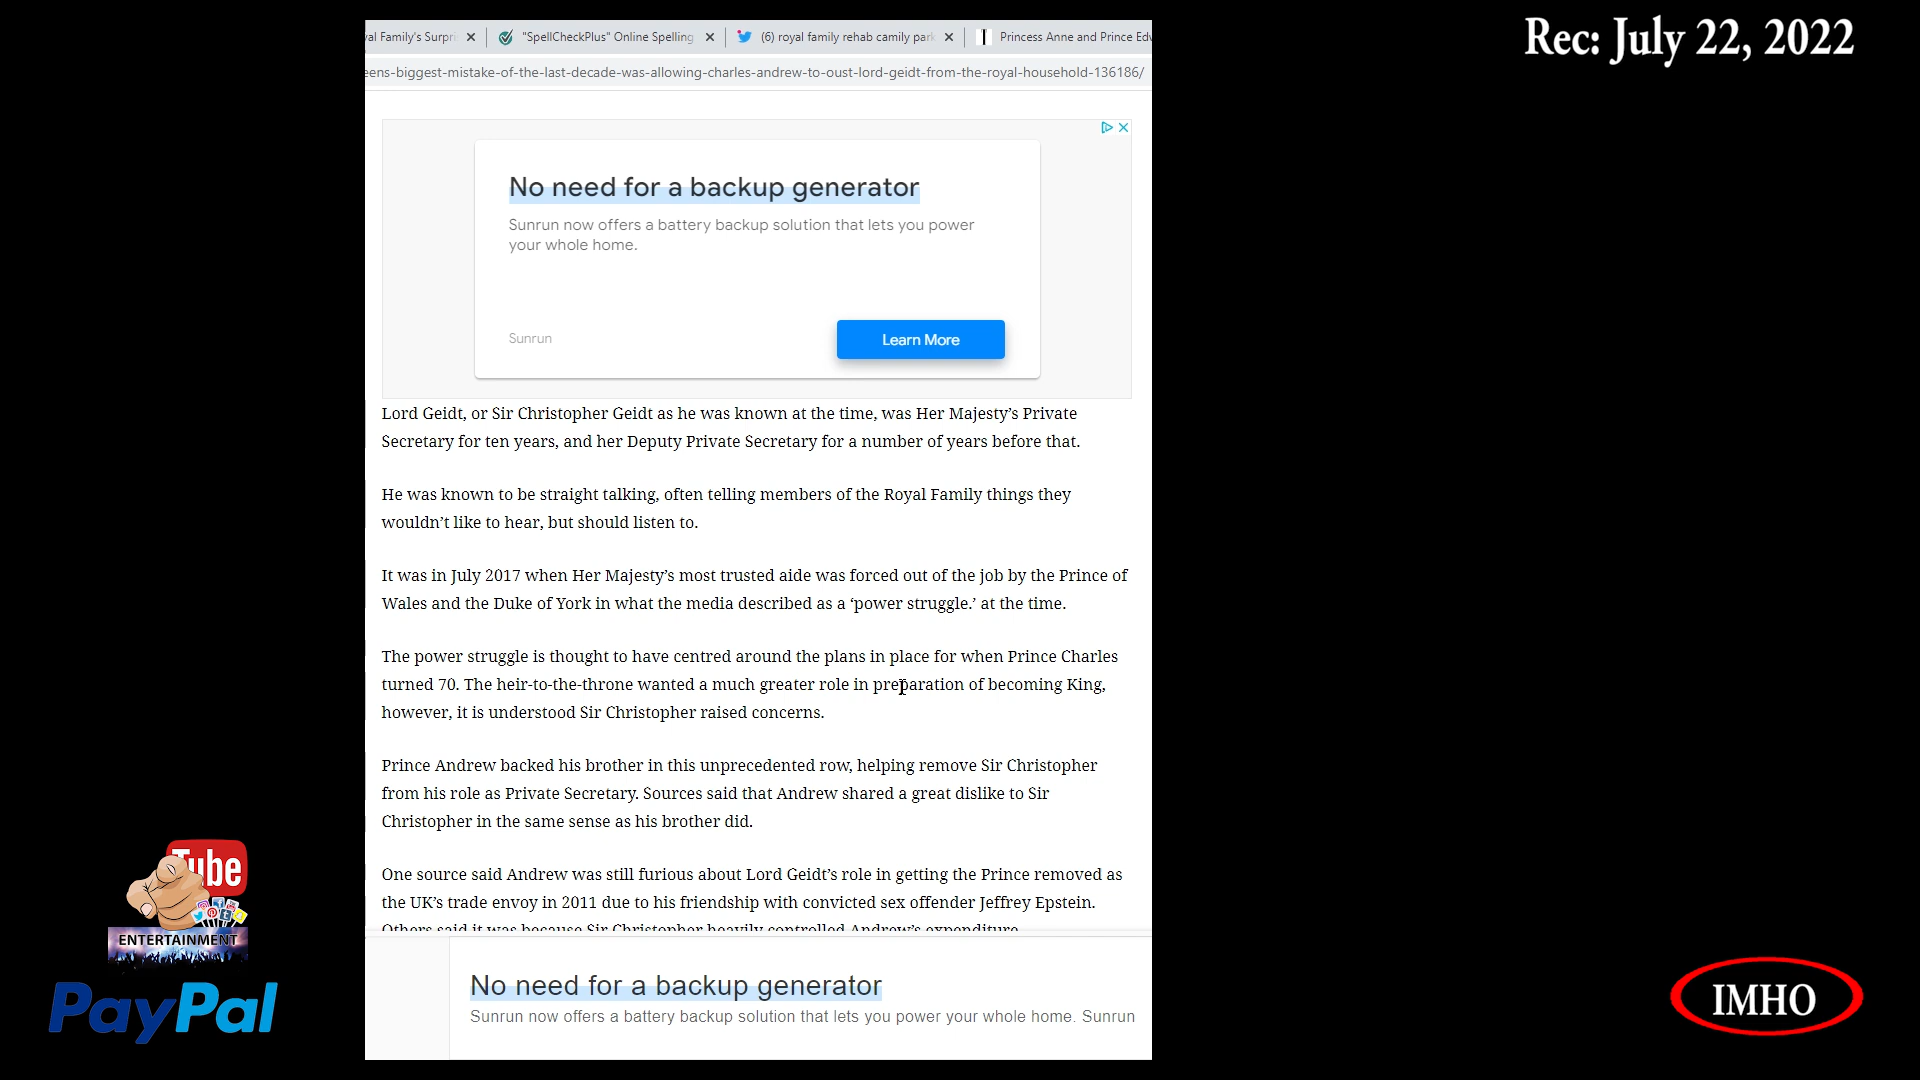 Rec: July 22, 2022
al Family's Surpri
"SpellCheckPlus" Online Spelling
(6) royal family rehab camily park
Princess Anne and Prince Edw
eens-biggest-mistake-of-the-last-decade-was-allowing-charles-andrew-to-oust-lord-geidt-from-the-royal-household-136186/
No need for a backup generator
Sunrun now offers a battery backup solution that lets you power
your whole home.
Sunrun
Learn More
Lord Geidt, or Sir Christopher Geidt as he was known at the time, was Her Majesty’s Private
Secretary for ten years, and her Deputy Private Secretary for a number of years before that.
He was known to be straight talking, often telling members of the Royal Family things they
wouldn’t like to hear, but should listen to.
It was in July 2017 when Her Majesty’s most trusted aide was forced out of the job by the Prince of
Wales and the Duke of York in what the media described as a ‘power struggle.’ at the time.
The power struggle is thought to have centred around the plans in place for when Prince Charles
turned 70. The heir-to-the-throne wanted a much greater role in preparation of becoming King,
however, it is understood Sir Christopher raised concerns.
Prince Andrew backed his brother in this unprecedented row, helping remove Sir Christopher
from his role as Private Secretary. Sources said that Andrew shared a great dislike to Sir
Christopher in the same sense as his brother did.
One source said Andrew was still furious about Lord Geidt’s role in getting the Prince removed as
the UK’s trade envoy in 2011 due to his friendship with convicted sex offender Jeffrey Epstein.
Others said it was because Sir Christopher heavily controlled Andrew’s expenditure.
No need for a backup generator
Sunrun now offers a battery backup solution that lets you power your whole home. Sunrun
Tube
ENTERTAINMENT
PayPal
IMHO